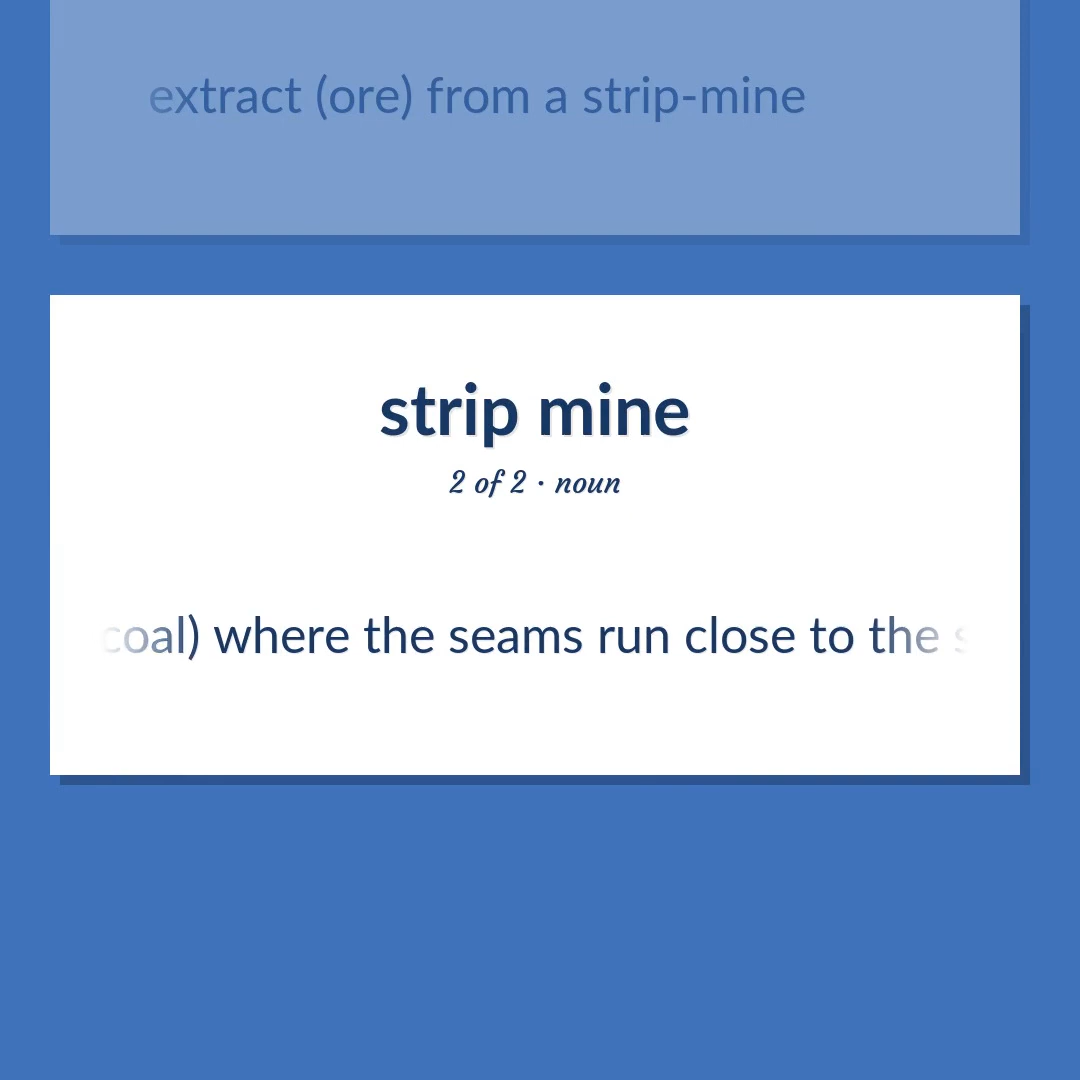 extract (ore) from a strip-mine
strip mine
2 of 2 · noun
coal) where the seams run close to the